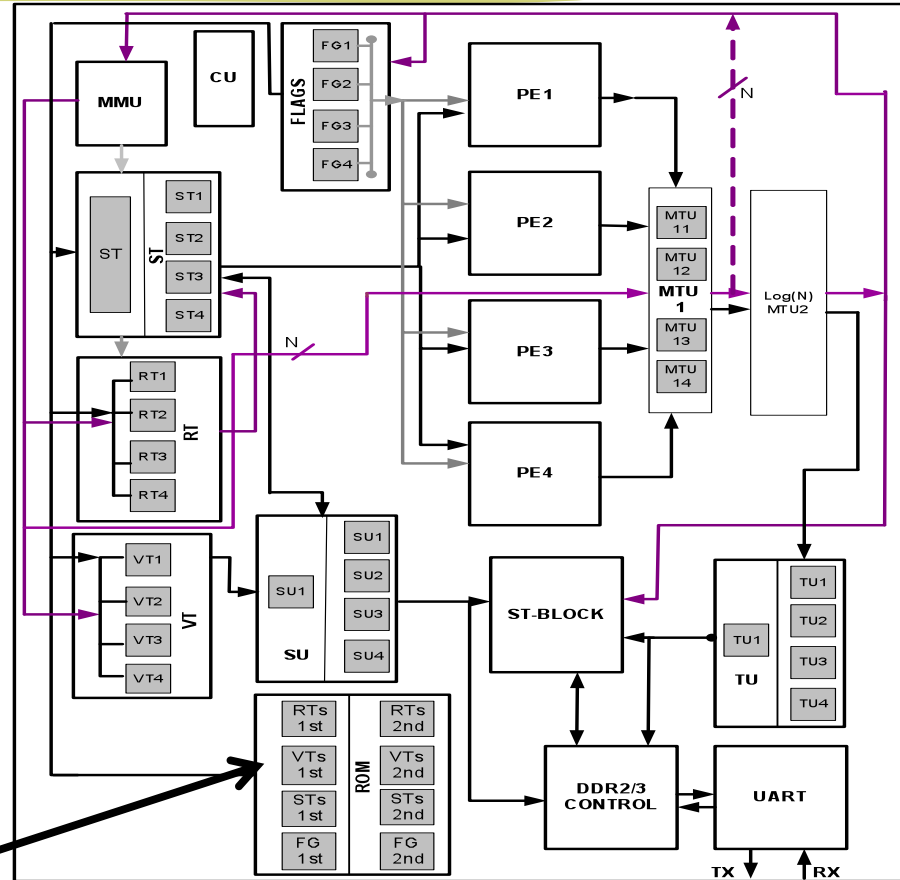 MMU
CU
FLAGS
FG1
FG2
FG3
FG4
PE1
PE2
PE3
PE4
N
ST
ST
ST1
ST2
ST3
ST4
MTU
11
MTU
12
MTU
1
MTU
13
MTU
14
Log(N)
MTU2
N
RT1
RT2
RT3
RT4
RT
VT1
VT2
VT3
VT4
VT
SU1
SU
SU1
SU2
SU3
SU4
ST-BLOCK
TU1
TU
TU1
TU2
TU3
TU4
RTs
1st
VTs
1st
STs
1st
FG
1st
ROM
RTs
2nd
VTs
2nd
STs
2nd
FG
2nd
DDR2/3
CONTROL
UART
TX
RX